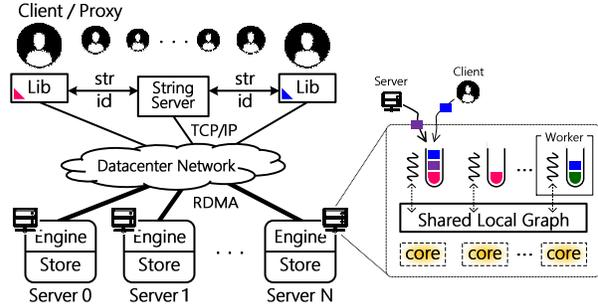 Client / Proxy
Lib
str
id
String
Server
str
id
Lib
TCP/IP
Datacenter Network
RDMA
Engine
Store
Engine
Store
Engine
Store
Server 0
Server 1
Server N
Server
Client
Worker
Shared Local Graph
core
core
core